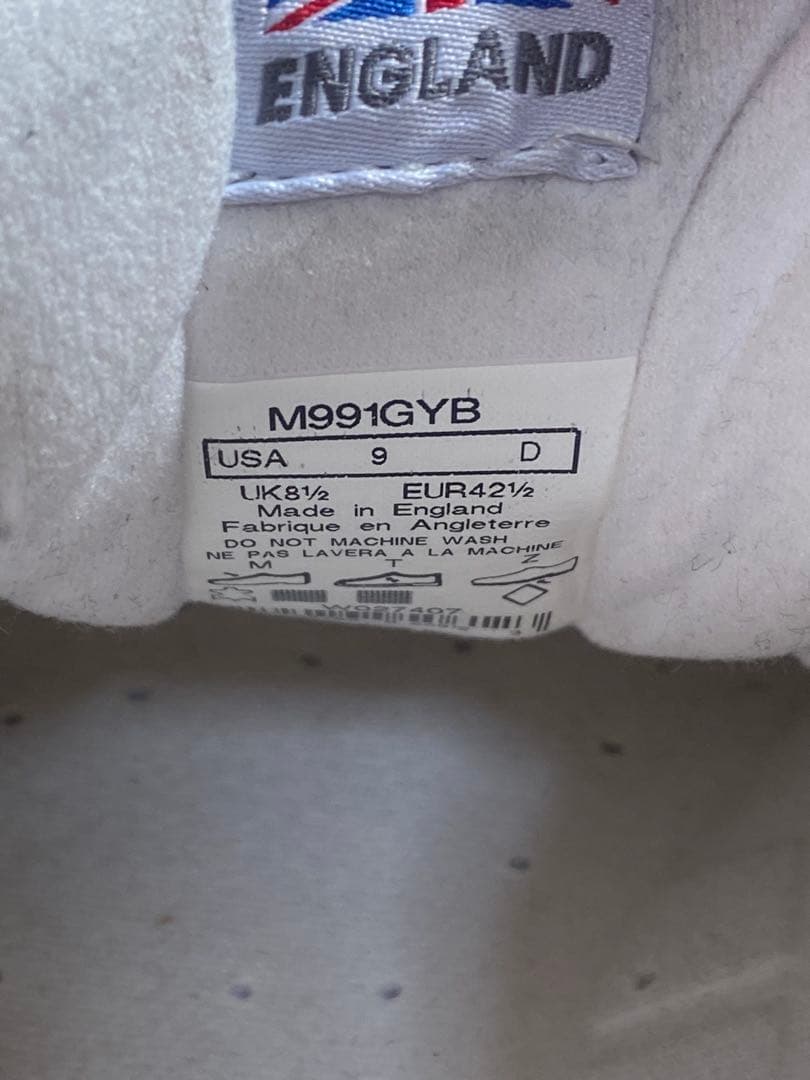 ENGLAND
M991GYB
USA 9 D
UK8½ EUR42½
Made in England
Fabrique en Angleterre
DO NOT MACHINE WASH
NE PAS LAVERA A LA MACHINE
M T Z
W027407